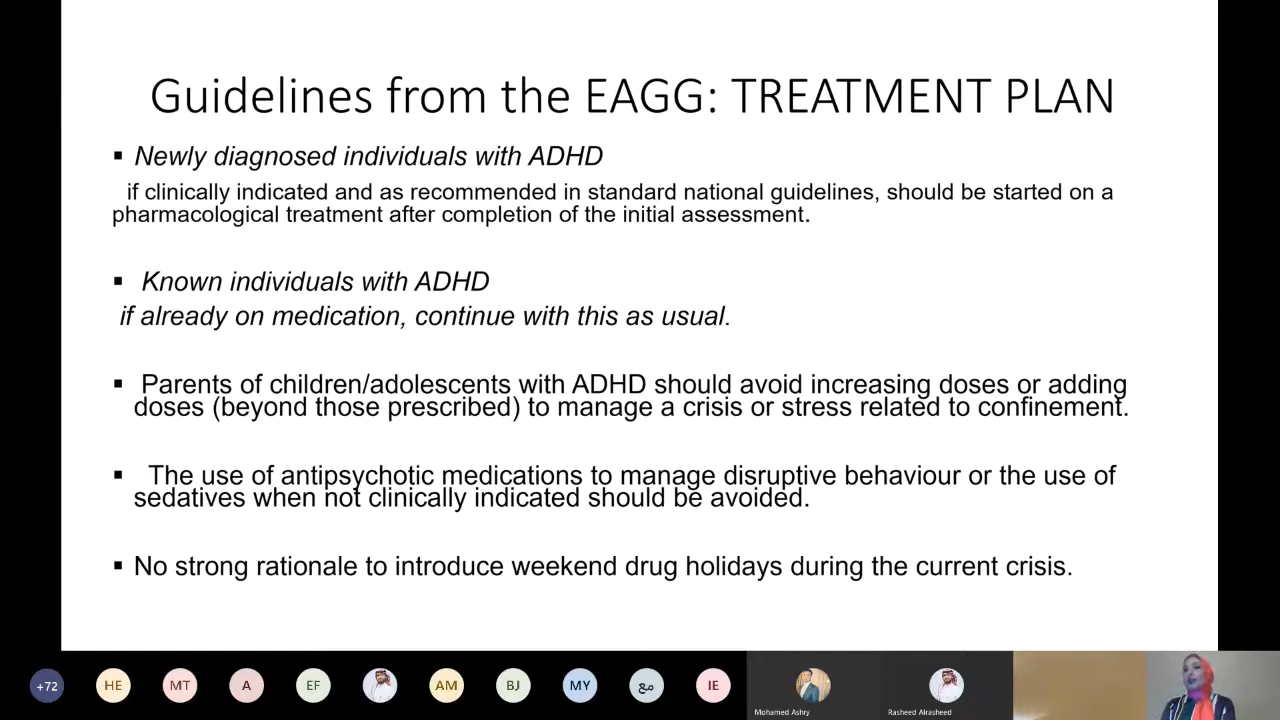 Guidelines from the EAGG: TREATMENT PLAN
▪ Newly diagnosed individuals with ADHD
if clinically indicated and as recommended in standard national guidelines, should be started on a
pharmacological treatment after completion of the initial assessment.
▪ Known individuals with ADHD
if already on medication, continue with this as usual.
▪ Parents of children/adolescents with ADHD should avoid increasing doses or adding
doses (beyond those prescribed) to manage a crisis or stress related to confinement.
▪ The use of antipsychotic medications to manage disruptive behaviour or the use of
sedatives when not clinically indicated should be avoided.
▪ No strong rationale to introduce weekend drug holidays during the current crisis.
+72 HE MT A EF AM BJ MY مع IE
Mohamed Ashry Rasheed Alrasheed